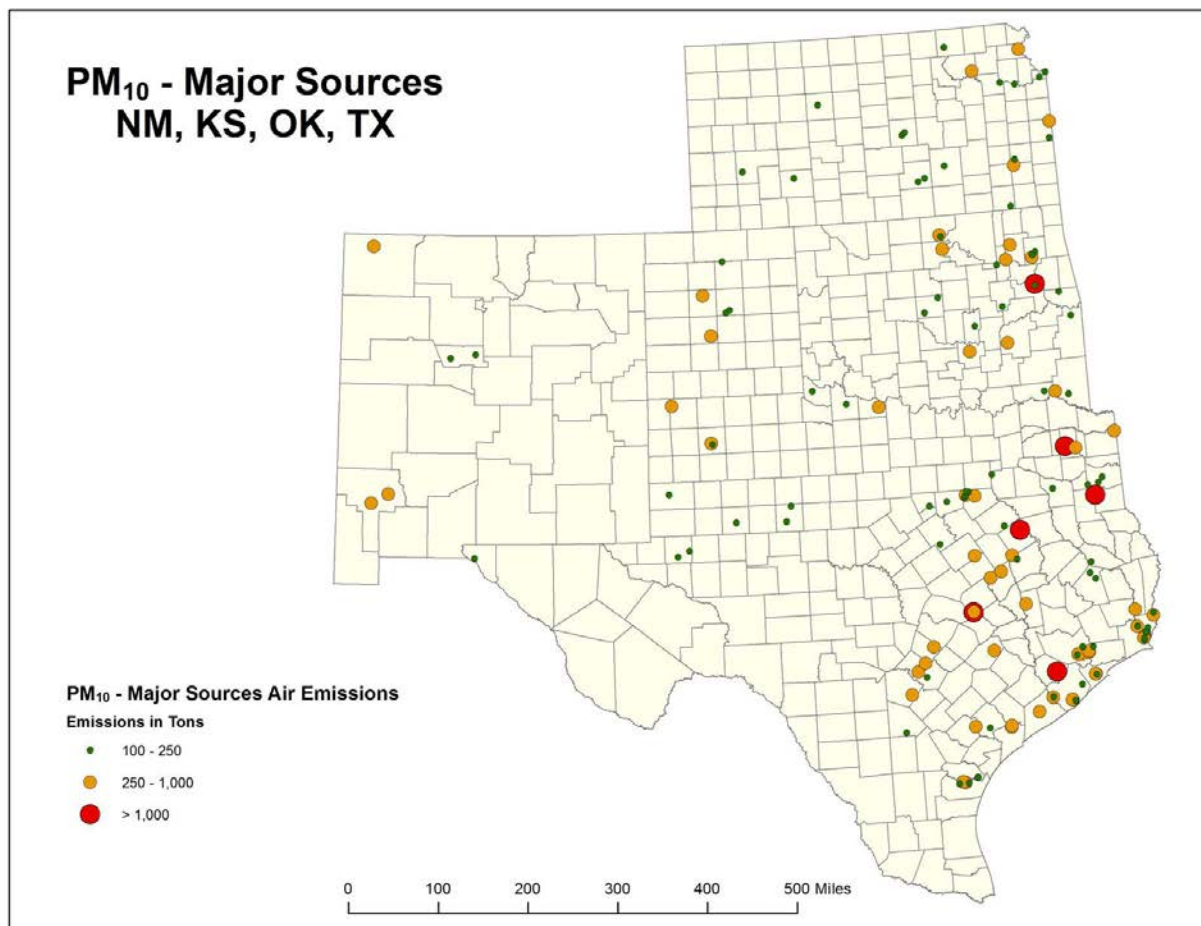 PM₁₀ - Major Sources
NM, KS, OK, TX
PM₁₀ - Major Sources Air Emissions
Emissions in Tons
100 - 250
250 - 1,000
> 1,000
0 100 200 300 400 500 Miles